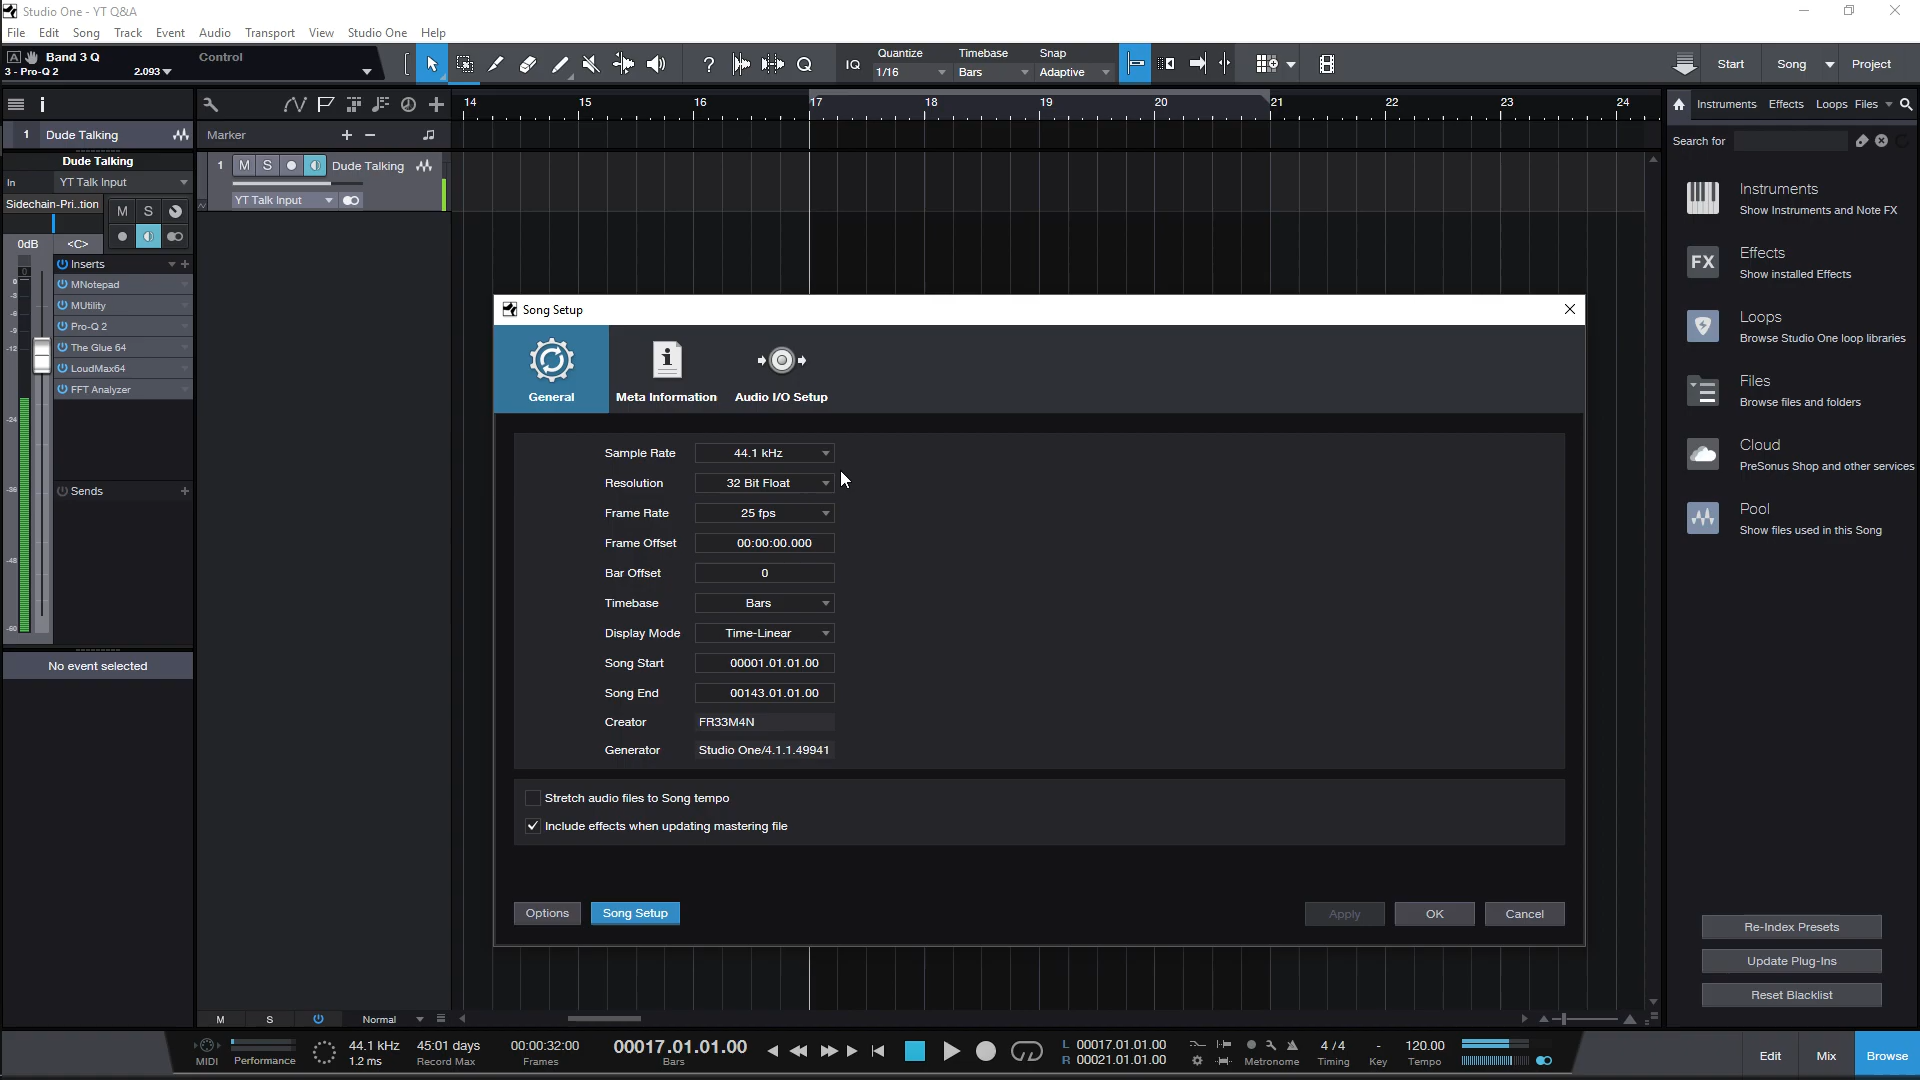 Studio One - YT Q&A
File Edit Song Track Event Audio Transport View Studio One Help
A Band 3 Q Control
3 - Pro-Q 2 2.093
Quantize Timebase Snap
IQ 1/16 Bars Adaptive
Start Song Project
14 15 16 17 18 19 20 21 22 23 24
Instruments Effects Loops Files
1 Dude Talking
Marker
Search for
Dude Talking
1 M S Dude Talking
In YT Talk Input
YT Talk Input
Sidechain-Pri..tion
M S
0dB <C>
Inserts
MNotepad
MUtility
Pro-Q 2
The Glue 64
LoudMax64
FFT Analyzer
Sends
No event selected
Song Setup
General Meta Information Audio I/O Setup
Sample Rate 44.1 kHz
Resolution 32 Bit Float
Frame Rate 25 fps
Frame Offset 00:00:00.000
Bar Offset 0
Timebase Bars
Display Mode Time-Linear
Song Start 00001.01.01.00
Song End 00143.01.01.00
Creator FR33M4N
Generator Studio One/4.1.1.49941
Stretch audio files to Song tempo
Include effects when updating mastering file
Options Song Setup Apply OK Cancel
Instruments
Show Instruments and Note FX
FX Effects
Show installed Effects
Loops
Browse Studio One loop libraries
Files
Browse files and folders
Cloud
PreSonus Shop and other services
Pool
Show files used in this Song
Re-Index Presets
Update Plug-Ins
Reset Blacklist
M S Normal
44.1 kHz 45:01 days 00:00:32:00 00017.01.01.00 L 00017.01.01.00 4 / 4 - 120.00
MIDI Performance 1.2 ms Record Max Frames Bars R 00021.01.01.00 Metronome Timing Key Tempo
Edit Mix Browse